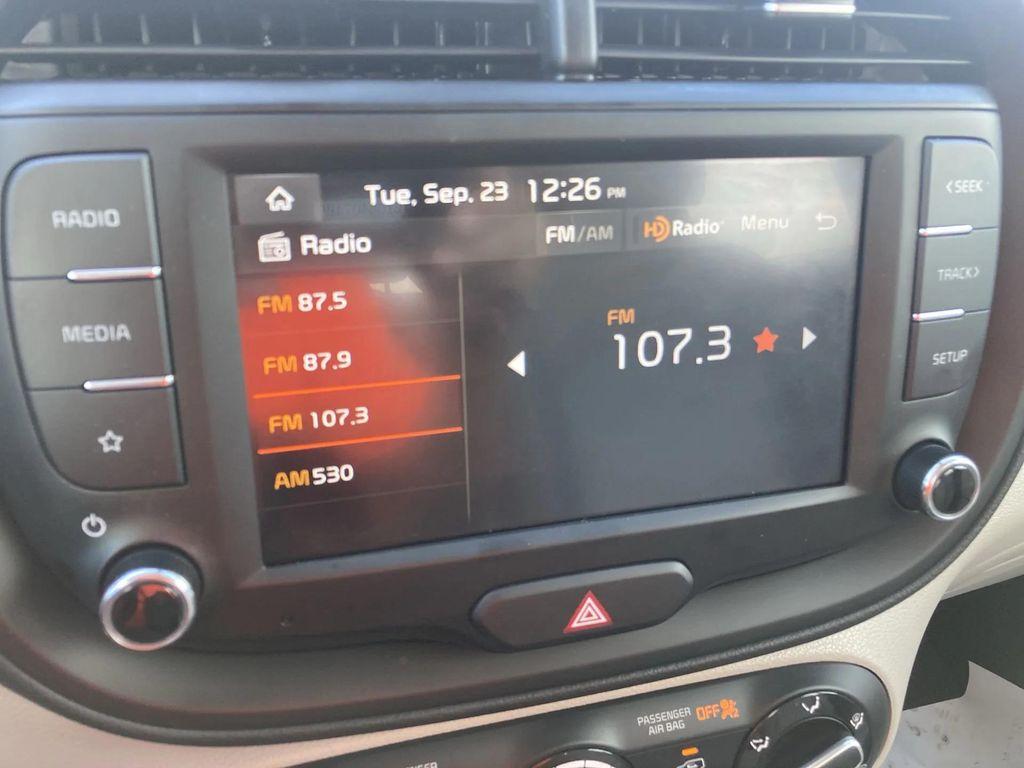 Tue, Sep. 23 12:26 PM
Radio FM/AM HD Radio Menu
FM 87.5
FM 87.9
FM 107.3
AM 530
FM
107.3
RADIO
MEDIA
< SEEK
TRACK >
SETUP
PASSENGER
AIR BAG
OFF 2